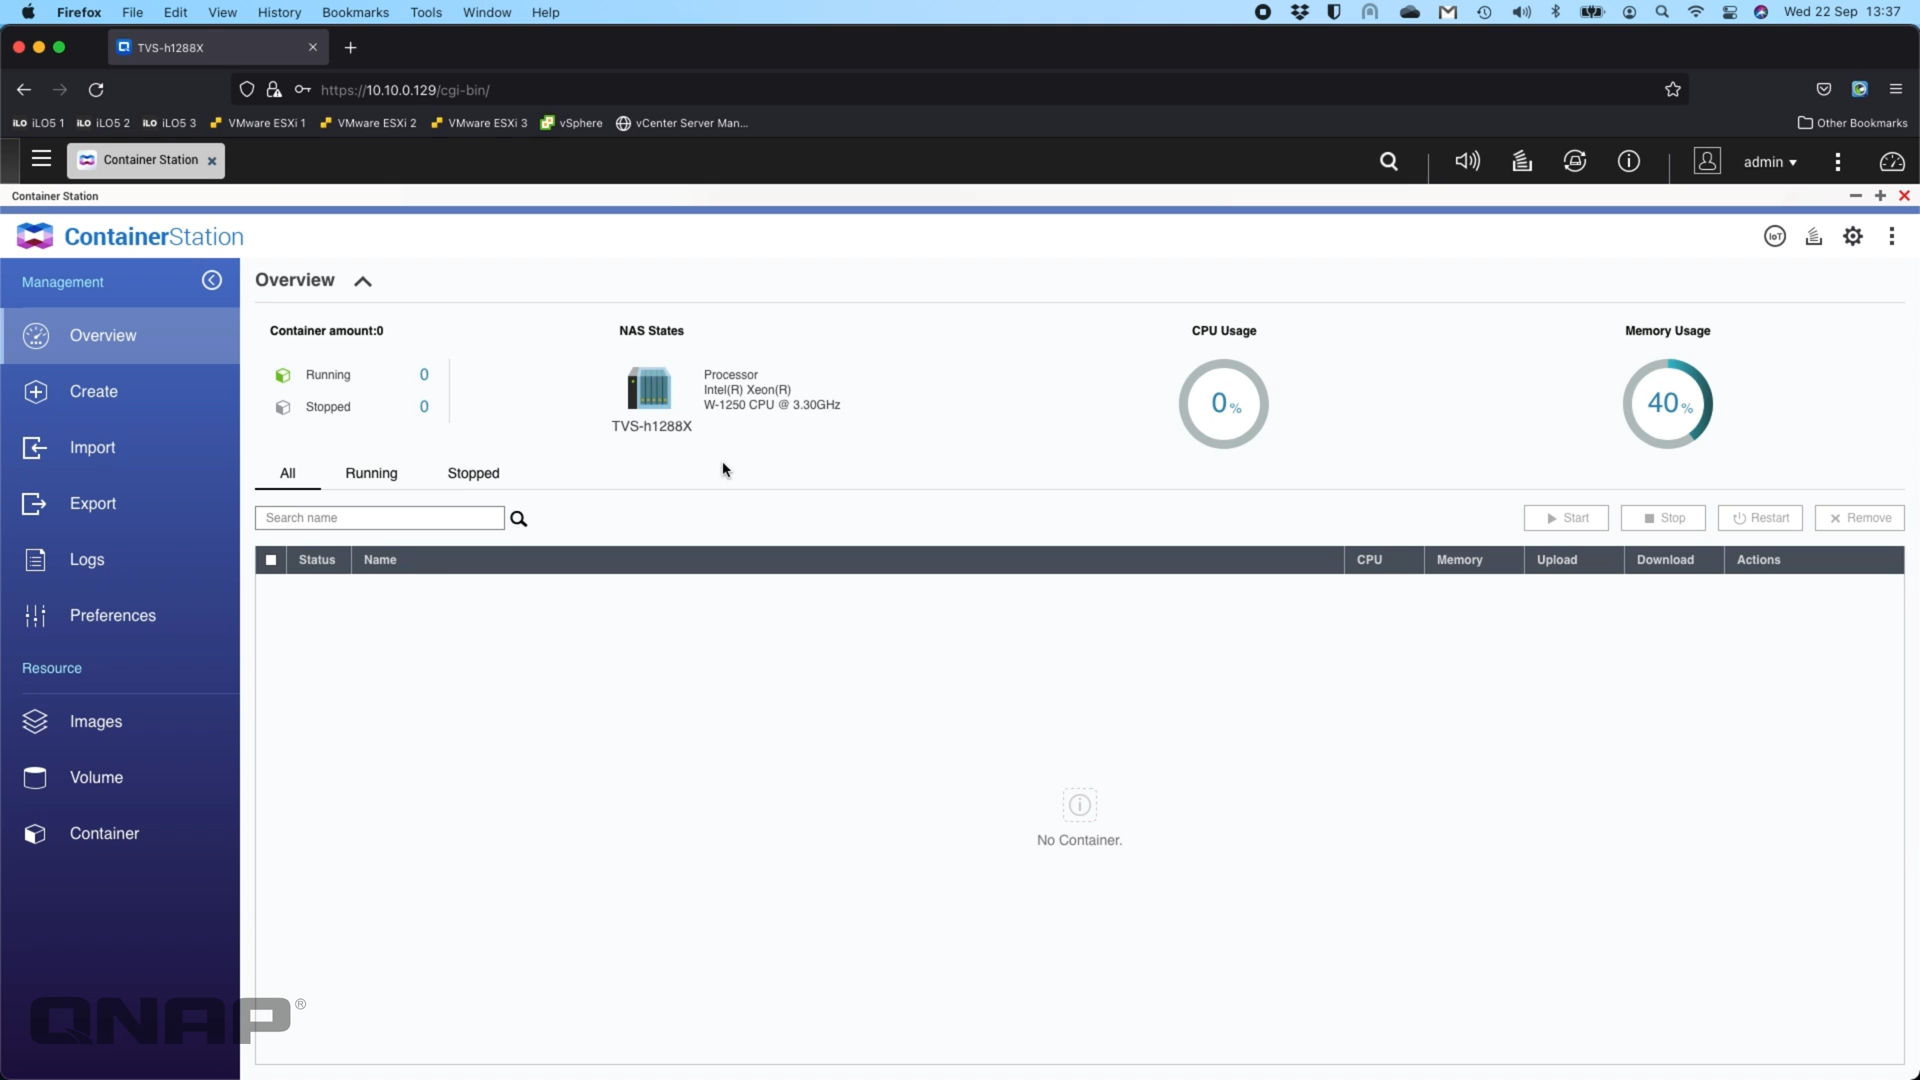 Firefox File Edit View History Bookmarks Tools Window Help Wed 22 Sep 13:37
TVS-h1288X
https://10.10.0.129/cgi-bin/
iLO iLO5 1 iLO iLO5 2 iLO iLO5 3 VMware ESXi 1 VMware ESXi 2 VMware ESXi 3 vSphere vCenter Server Man... Other Bookmarks
Container Station admin
Container Station
ContainerStation IoT
Management
Overview
Create
Import
Export
Logs
Preferences
Resource
Images
Volume
Container
Overview
Container amount:0 NAS States CPU Usage Memory Usage
Running 0
Stopped 0
Processor
Intel(R) Xeon(R)
W-1250 CPU @ 3.30GHz
TVS-h1288X
0%
40%
All Running Stopped
Search name Start Stop Restart Remove
Status Name CPU Memory Upload Download Actions
No Container.
QNAP®